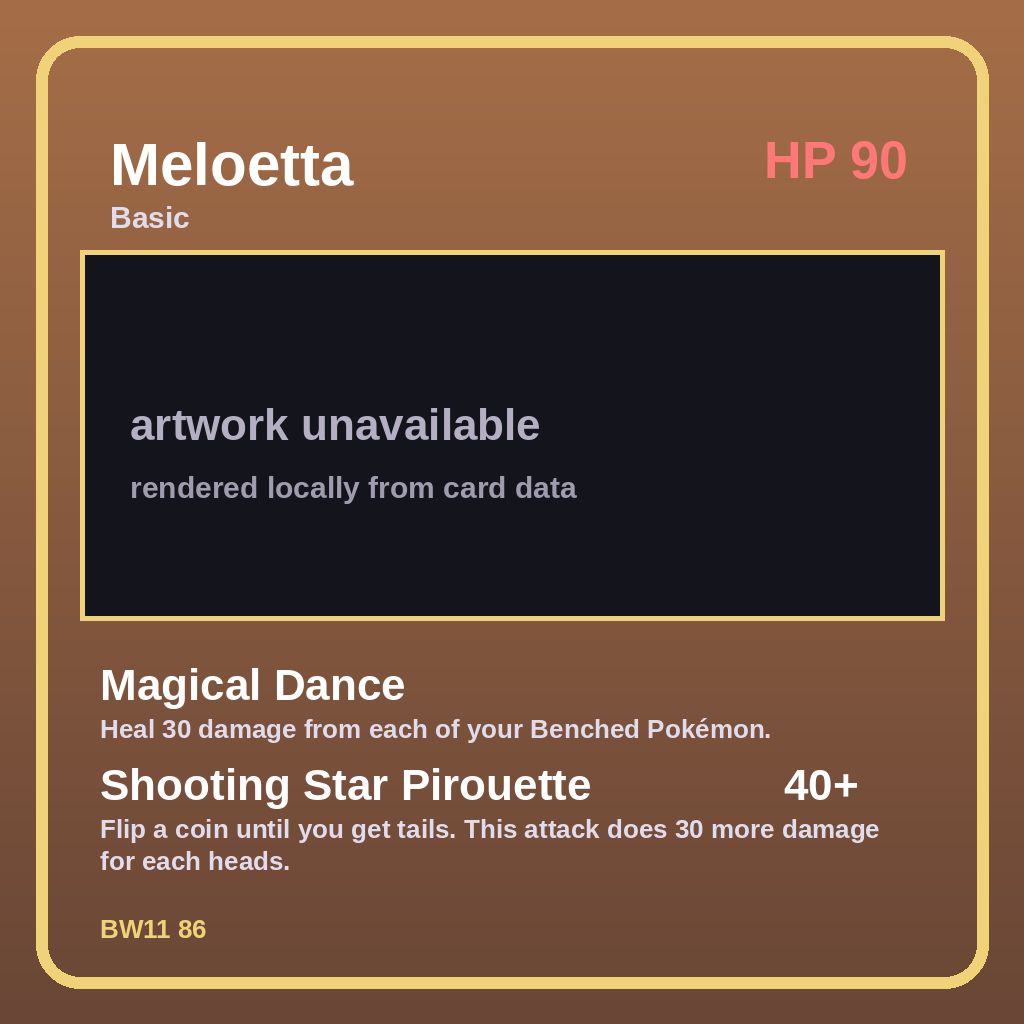 Meloetta
HP 90
Basic
artwork unavailable
rendered locally from card data
Magical Dance
Heal 30 damage from each of your Benched Pokémon.
Shooting Star Pirouette 40+
Flip a coin until you get tails. This attack does 30 more damage
for each heads.
BW11 86